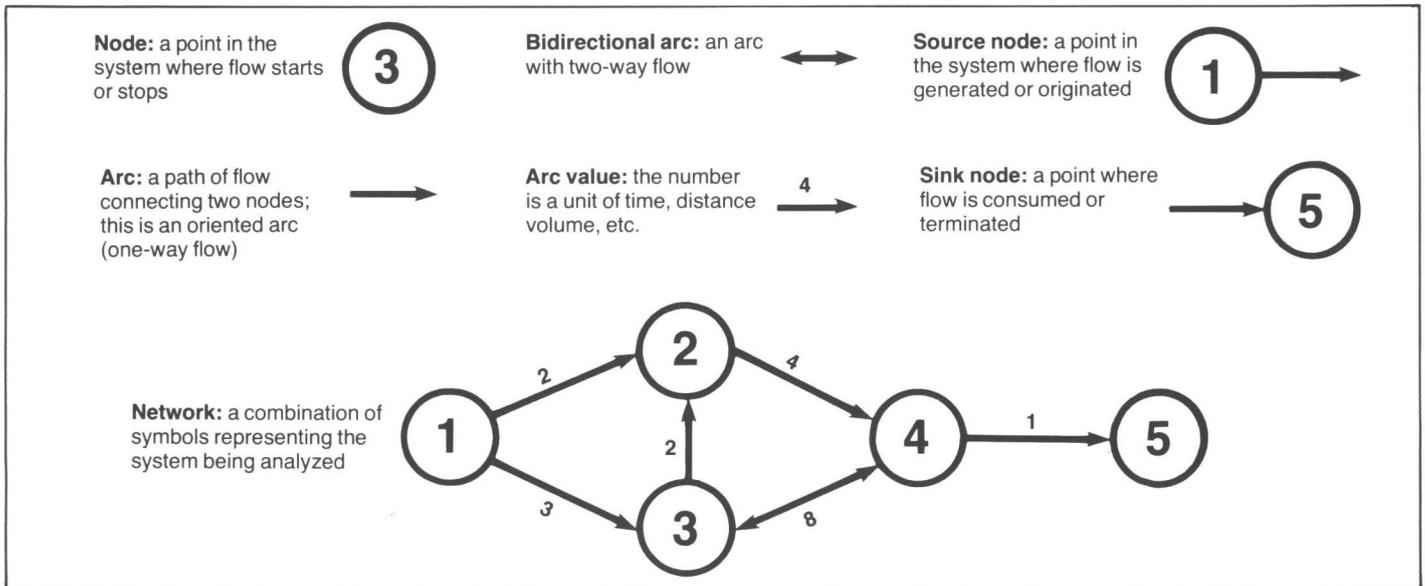 Node: a point in the
system where flow starts
or stops
3
Bidirectional arc: an arc
with two-way flow
Source node: a point in
the system where flow is
generated or originated
1
Arc: a path of flow
connecting two nodes;
this is an oriented arc
(one-way flow)
Arc value: the number
is a unit of time, distance
volume, etc.
4
Sink node: a point where
flow is consumed or
terminated
5
Network: a combination of
symbols representing the
system being analyzed
1
2
3
2
2
3
4
8
4
1
5